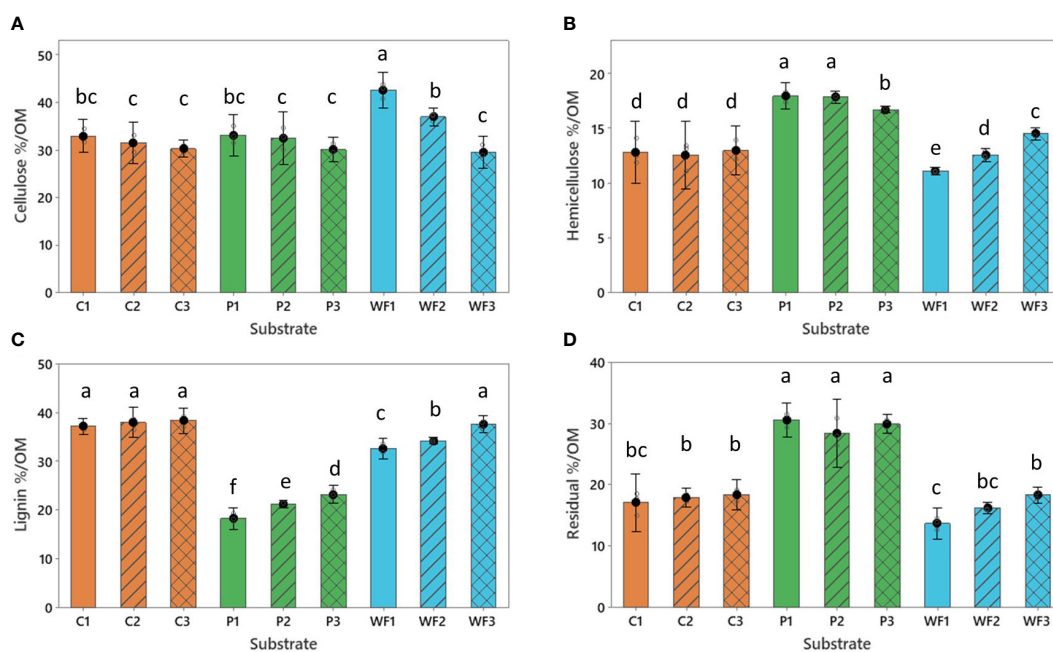 A
Cellulose %/OM
50
40
30
20
10
0
bc
c
c
bc
c
c
a
b
c
C1 C2 C3 P1 P2 P3 WF1 WF2 WF3
Substrate
B
Hemicellulose %/OM
20
15
10
5
0
d
d
d
a
a
b
e
d
c
C1 C2 C3 P1 P2 P3 WF1 WF2 WF3
Substrate
C
Lignin %/OM
50
40
30
20
10
0
a
a
a
f
e
d
c
b
a
C1 C2 C3 P1 P2 P3 WF1 WF2 WF3
Substrate
D
Residual %/OM
40
30
20
10
0
bc
b
b
a
a
a
c
bc
b
C1 C2 C3 P1 P2 P3 WF1 WF2 WF3
Substrate